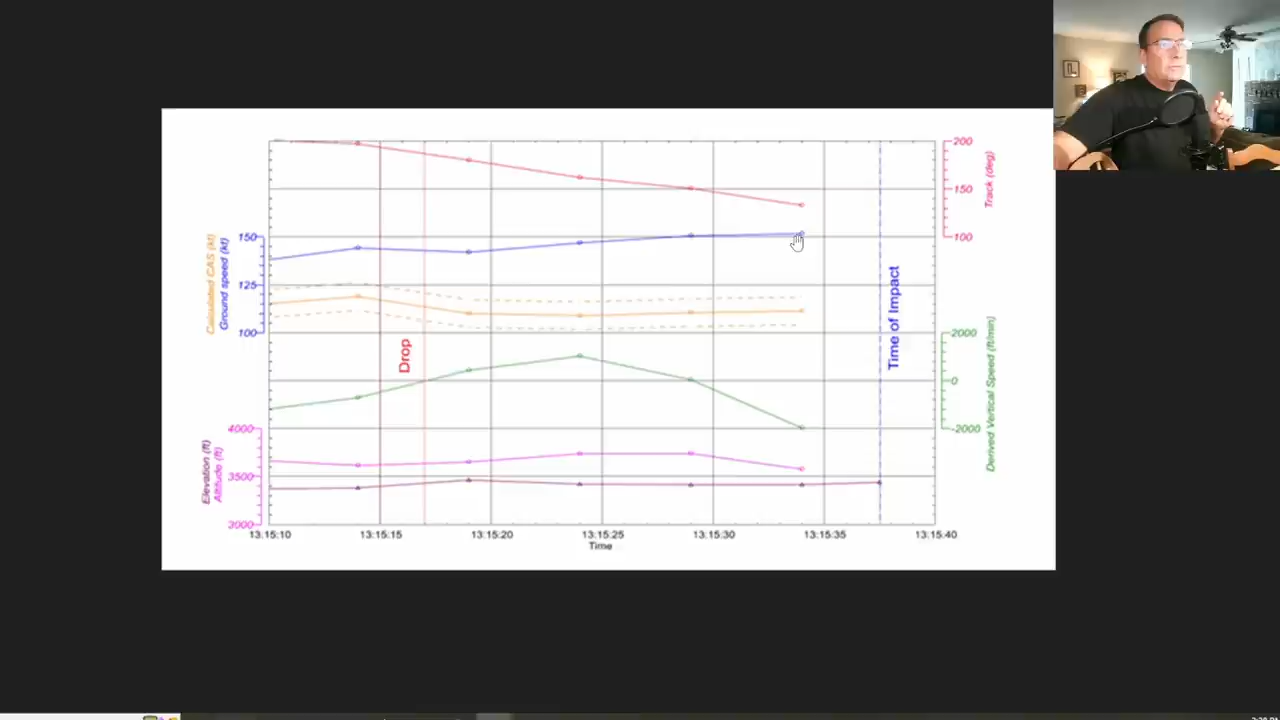 200
150
100
Track (deg)
150
125
100
Calculated CAS (kt)
Ground speed (kt)
Drop
Time of Impact
2000
0
-2000
Derived Vertical Speed (ft/min)
4000
3500
3000
Elevation (ft)
Altitude (ft)
13:15:10
13:15:15
13:15:20
13:15:25
13:15:30
13:15:35
13:15:40
Time